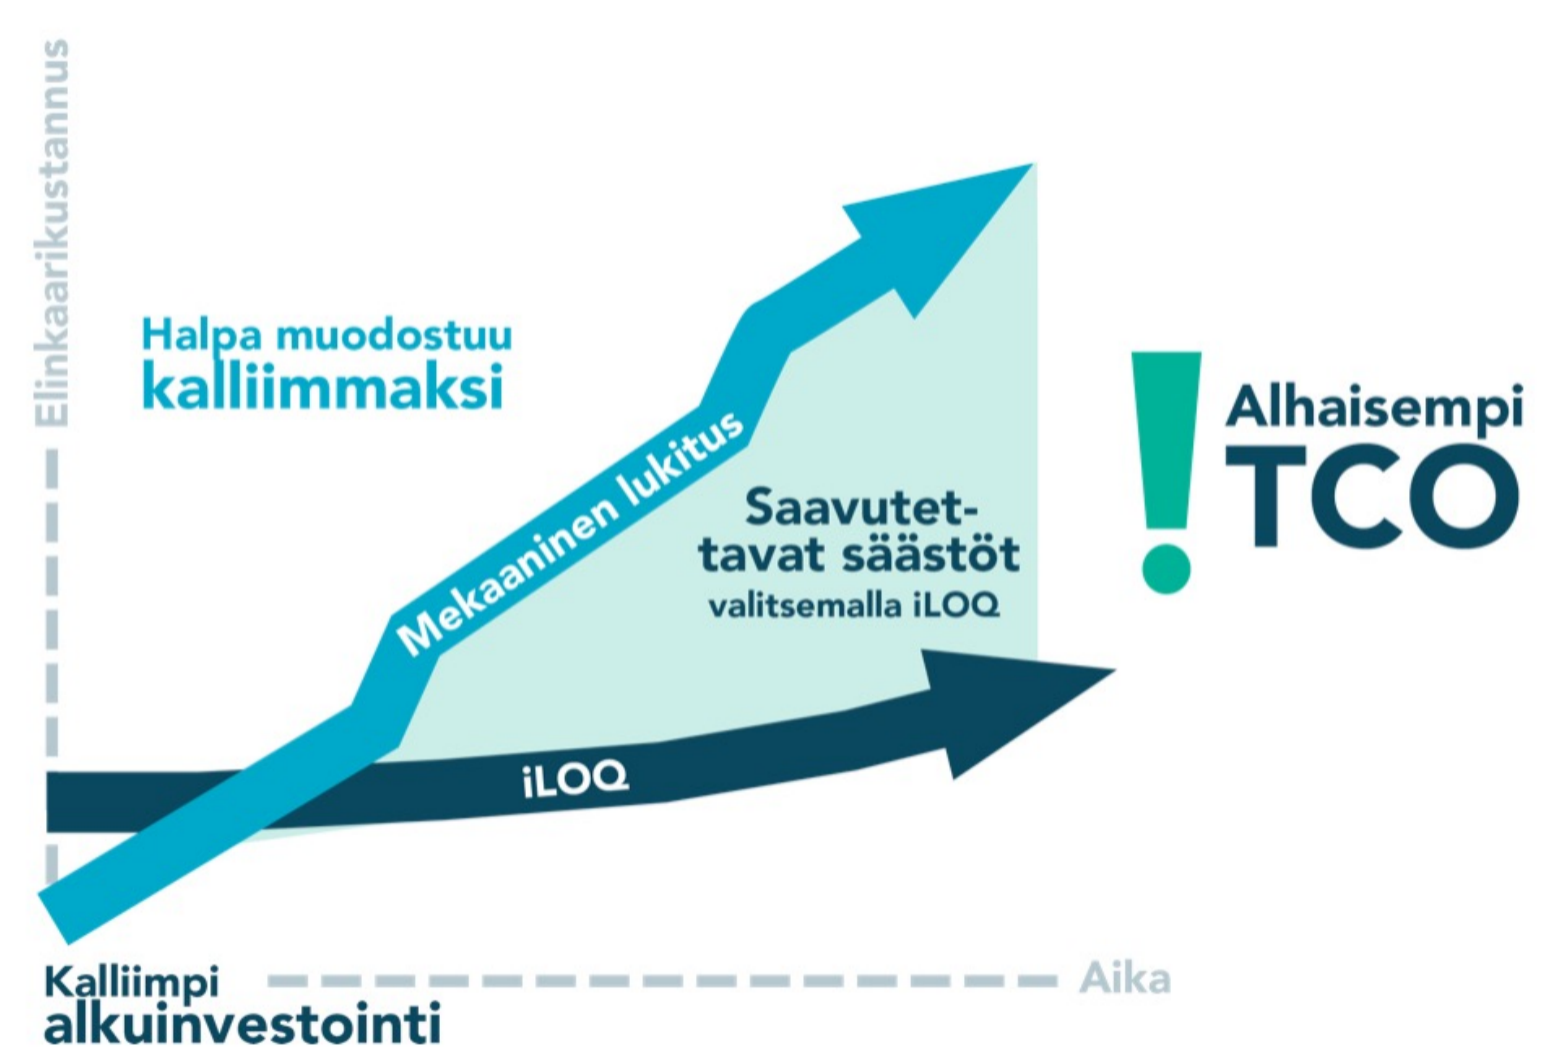 Elinkaarikustannus
Halpa muodostuu
kalliimmaksi
Mekaaninen lukitus
Saavutet-
tavat säästöt
valitsemalla iLOQ
Alhaisempi
TCO
iLOQ
Kalliimpi
alkuinvestointi
Aika